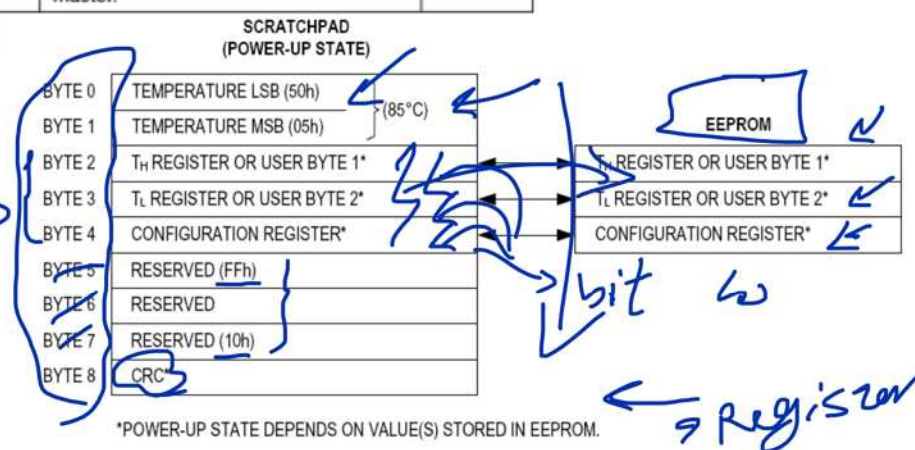 SCRATCHPAD
(POWER-UP STATE)
BYTE 0 TEMPERATURE LSB (50h)
(85°C)
BYTE 1 TEMPERATURE MSB (05h)
EEPROM
BYTE 2 TH REGISTER OR USER BYTE 1* TH REGISTER OR USER BYTE 1*
BYTE 3 TL REGISTER OR USER BYTE 2* TL REGISTER OR USER BYTE 2*
BYTE 4 CONFIGURATION REGISTER* CONFIGURATION REGISTER*
BYTE 5 RESERVED (FFh)
bit
BYTE 6 RESERVED
BYTE 7 RESERVED (10h)
BYTE 8 CRC*
Register
*POWER-UP STATE DEPENDS ON VALUE(S) STORED IN EEPROM.